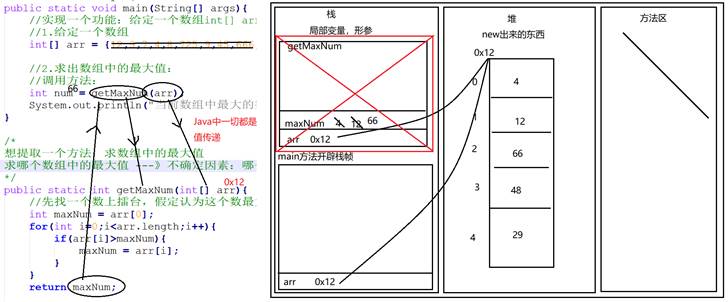 public static void main(String[] args){
//实现一个功能：给定一个数组int[] arr
//1.给定一个数组
int[] arr = {
//2.求出数组中的最大值：
//调用方法：
66
int num = getMaxNum(arr);
System.out.println("当前数组中最大的
}
Java中一切都是
值传递
/*
想提取一个方法：求数组中的最大值
求哪个数组中的最大值 ---》不确定因素：哪
*/
0x12
public static int getMaxNum(int[] arr){
//先找一个数上擂台，假定认为这个数最
int maxNum = arr[0];
for(int i=0;i<arr.length;i++){
if(arr[i]>maxNum){
maxNum = arr[i];
}
}
return maxNum;
栈
局部变量，形参
getMaxNum
maxNum 4 12 66
arr 0x12
main方法开辟栈帧
arr 0x12
堆
new出来的东西
0x12
0 4
1 12
2 66
3 48
4 29
方法区